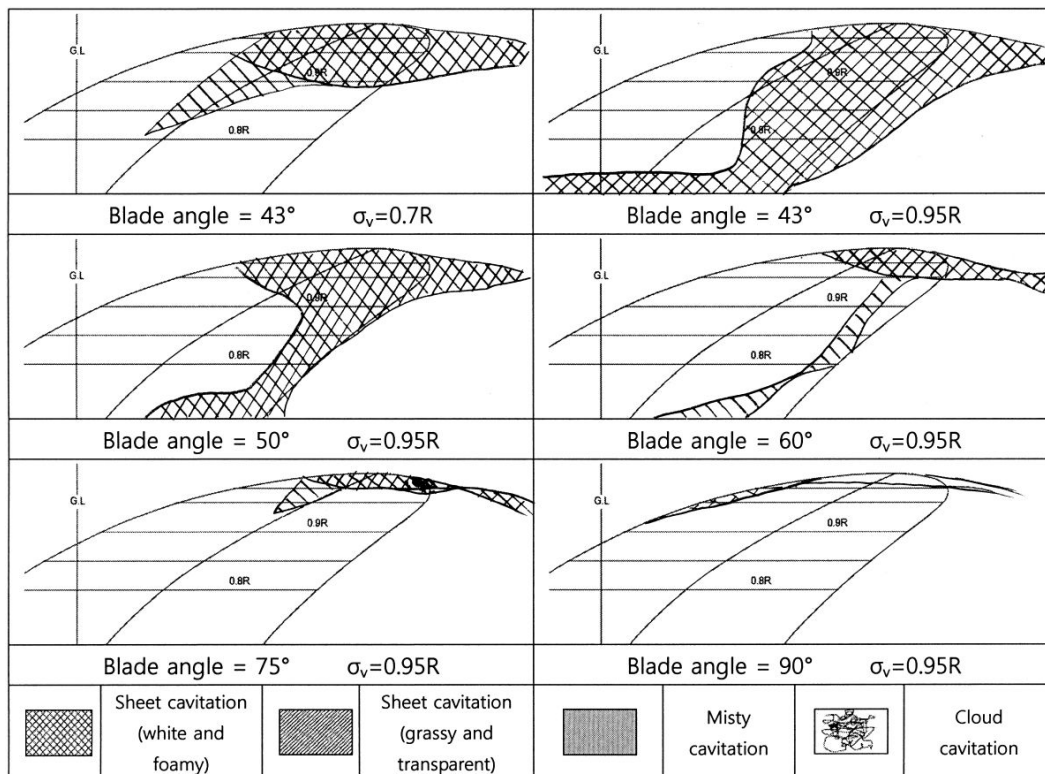 G.L
0.9R
0.8R
G.L
0.9R
0.8R
Blade angle = 43° σv=0.7R
Blade angle = 43° σv=0.95R
G.L
0.9R
0.8R
G.L
0.9R
0.8R
Blade angle = 50° σv=0.95R
Blade angle = 60° σv=0.95R
G.L
0.9R
0.8R
G.L
0.9R
0.8R
Blade angle = 75° σv=0.95R
Blade angle = 90° σv=0.95R
Sheet cavitation
(white and
foamy)
Sheet cavitation
(grassy and
transparent)
Misty
cavitation
Cloud
cavitation